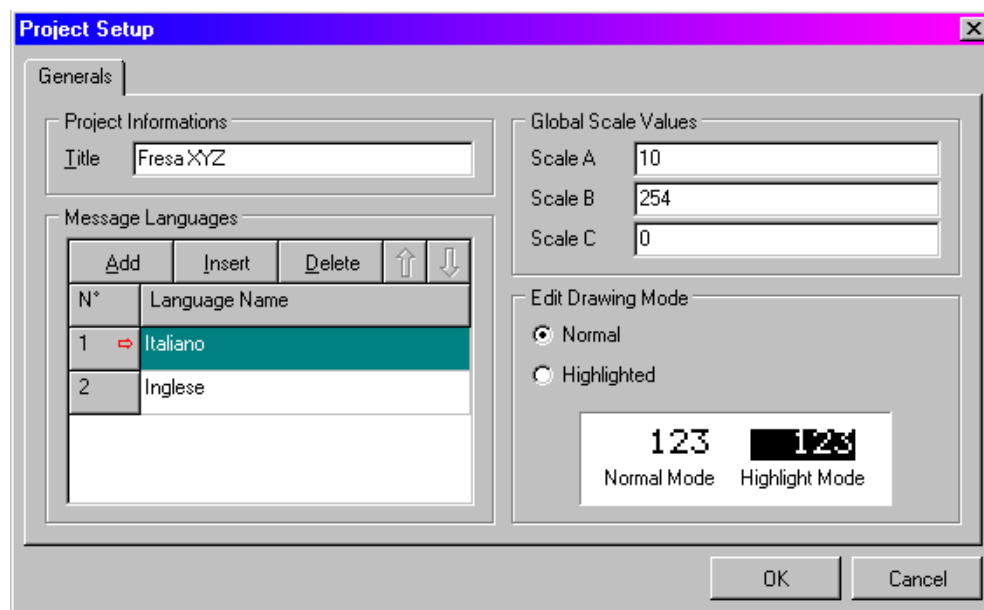 Project Setup
Generals
Project Informations
Title Fresa XYZ
Message Languages
Add Insert Delete
N° Language Name
1 Italiano
2 Inglese
Global Scale Values
Scale A 10
Scale B 254
Scale C 0
Edit Drawing Mode
Normal
Highlighted
123 123
Normal Mode Highlight Mode
OK Cancel